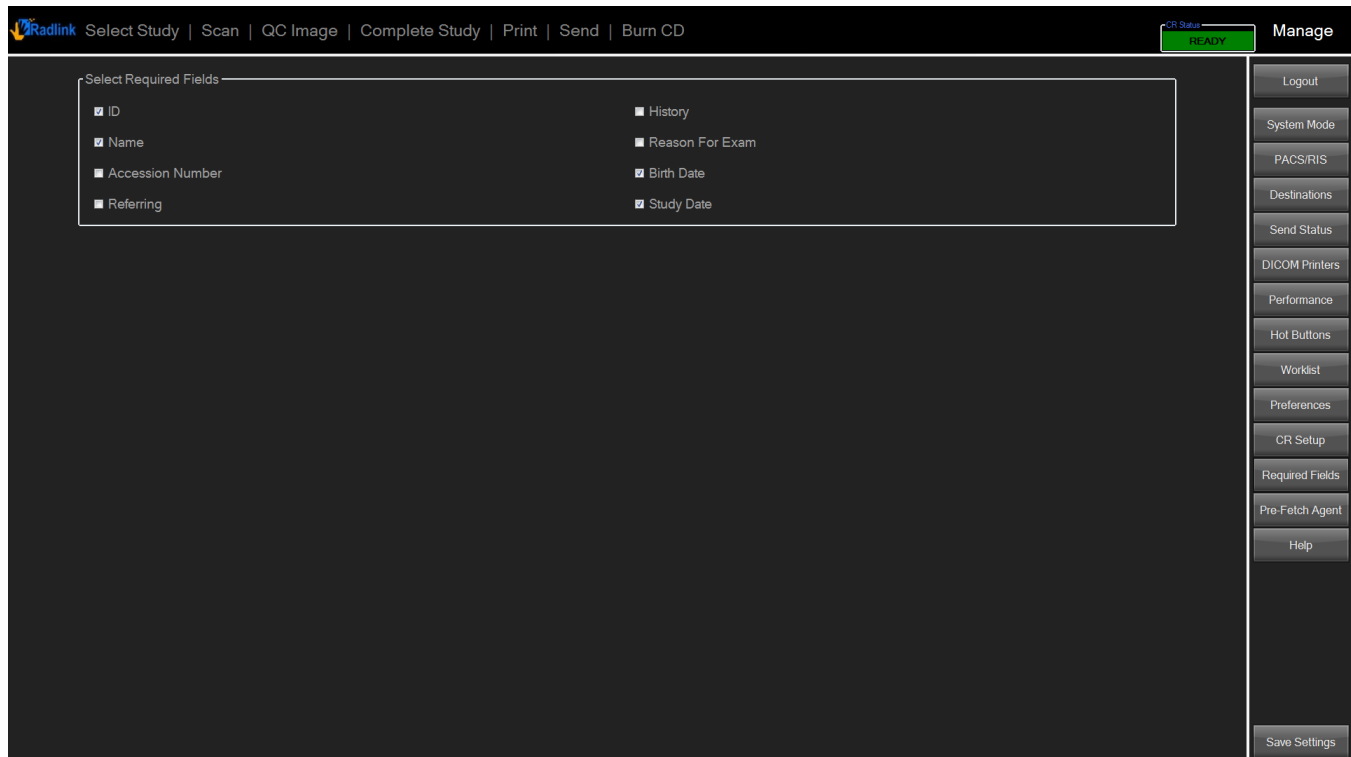 Radlink Select Study | Scan | QC Image | Complete Study | Print | Send | Burn CD
CR Status
READY
Manage
Select Required Fields
ID
Name
Accession Number
Referring
History
Reason For Exam
Birth Date
Study Date
Logout
System Mode
PACS/RIS
Destinations
Send Status
DICOM Printers
Performance
Hot Buttons
Worklist
Preferences
CR Setup
Required Fields
Pre-Fetch Agent
Help
Save Settings